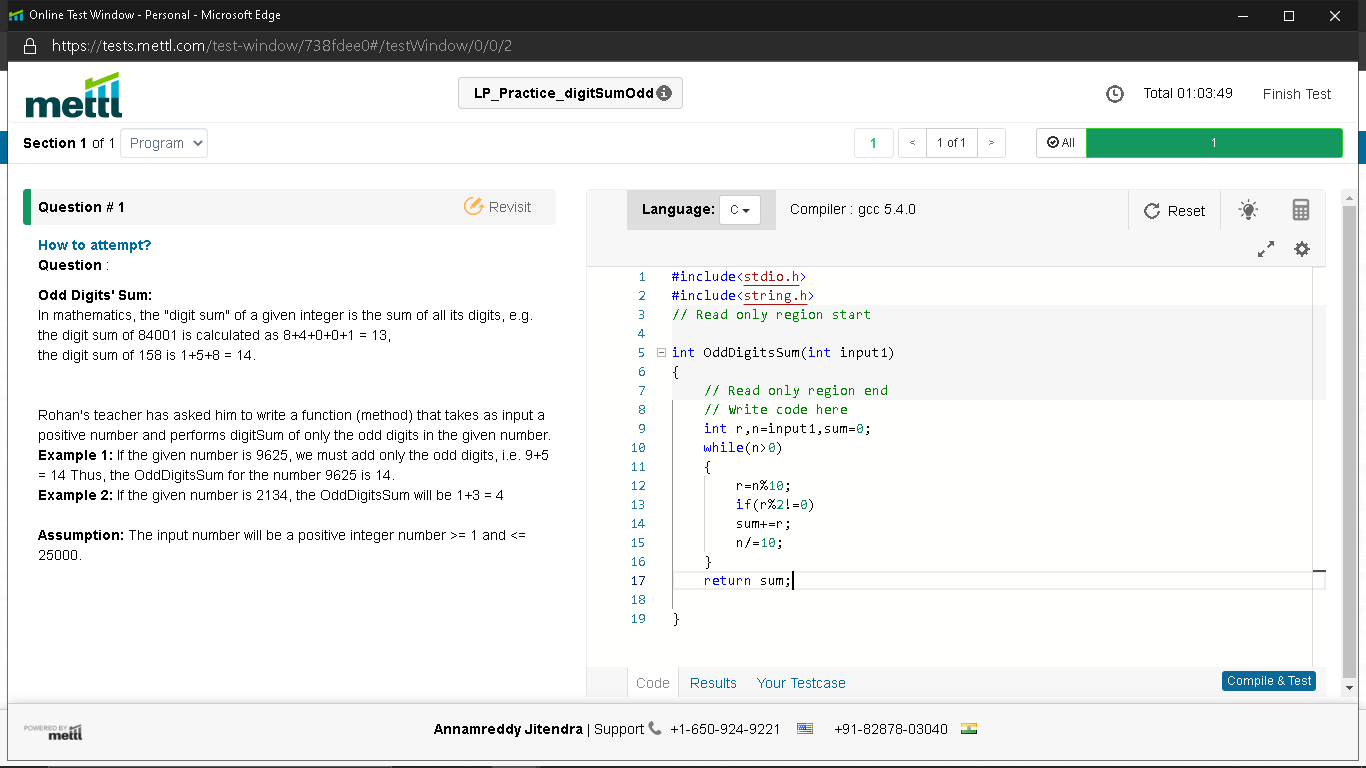 Online Test Window - Personal - Microsoft Edge
https://tests.mettl.com/test-window/738fdee0#/testWindow/0/0/2
mettl
LP_Practice_digitSumOdd
Total 01:03:49
Finish Test
Section 1 of 1
Program
1
< 1 of 1 >
All
1
Question # 1
Revisit
How to attempt?
Question :
Odd Digits' Sum:
In mathematics, the "digit sum" of a given integer is the sum of all its digits, e.g.
the digit sum of 84001 is calculated as 8+4+0+0+1 = 13,
the digit sum of 158 is 1+5+8 = 14.
Rohan's teacher has asked him to write a function (method) that takes as input a
positive number and performs digitSum of only the odd digits in the given number.
Example 1: If the given number is 9625, we must add only the odd digits, i.e. 9+5
= 14 Thus, the OddDigitsSum for the number 9625 is 14.
Example 2: If the given number is 2134, the OddDigitsSum will be 1+3 = 4
Assumption: The input number will be a positive integer number >= 1 and <=
25000.
Language: C
Compiler : gcc 5.4.0
Reset
1 #include<stdio.h>
2 #include<string.h>
3 // Read only region start
4
5 int OddDigitsSum(int input1)
6 {
7 // Read only region end
8 // Write code here
9 int r,n=input1,sum=0;
10 while(n>0)
11 {
12 r=n%10;
13 if(r%2!=0)
14 sum+=r;
15 n/=10;
16 }
17 return sum;
18
19 }
Code
Results
Your Testcase
Compile & Test
POWERED BY
mettl
Annamreddy Jitendra | Support +1-650-924-9221 +91-82878-03040